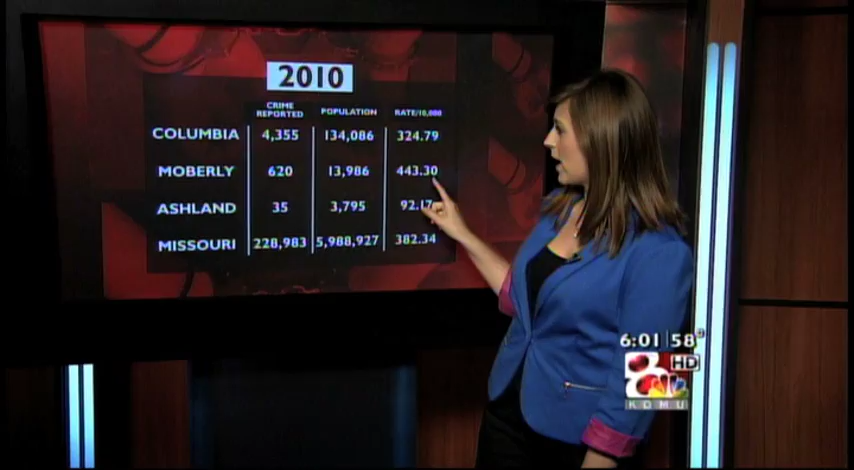 2010
CRIME REPORTED POPULATION RATE/10,000
COLUMBIA 4,355 134,086 324.79
MOBERLY 620 13,986 443.30
ASHLAND 35 3,795 92.17
MISSOURI 228,983 5,988,927 382.34
6:01 58°
8 HD
KOMU